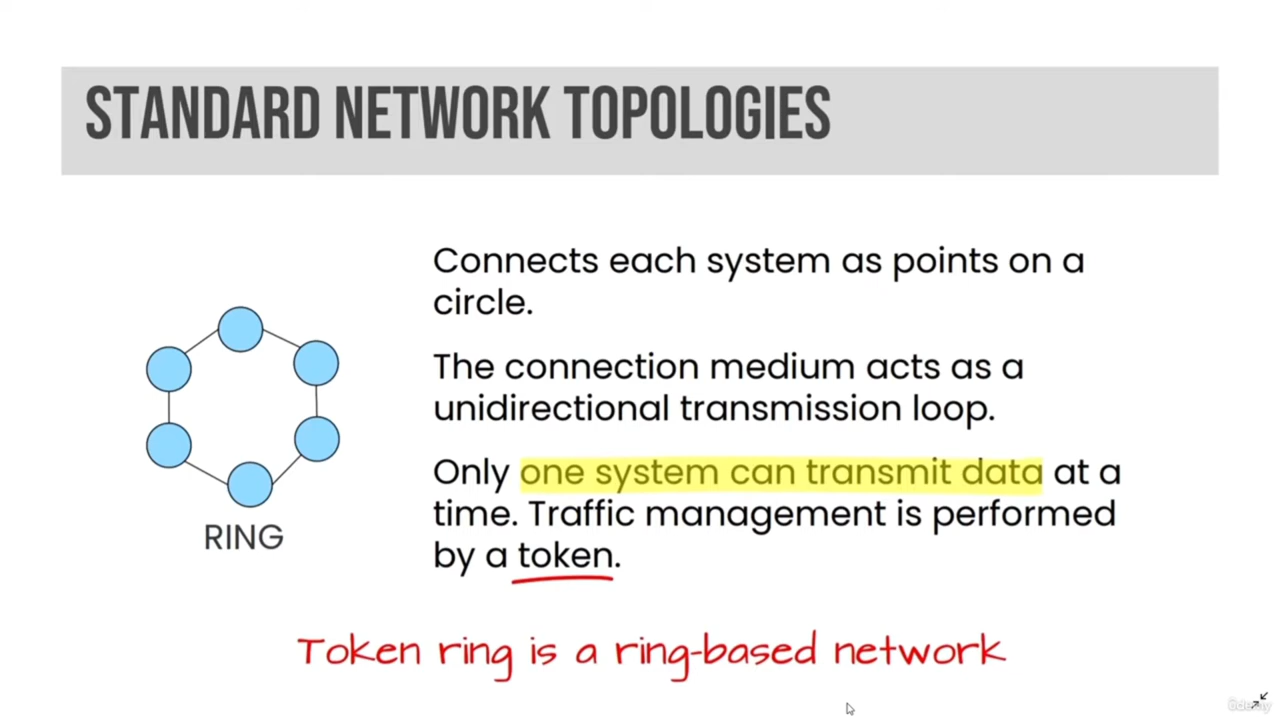 STANDARD NETWORK TOPOLOGIES
Connects each system as points on a
circle.
The connection medium acts as a
unidirectional transmission loop.
Only one system can transmit data at a
time. Traffic management is performed
by a token.
RING
Token ring is a ring-based network
ûdemy